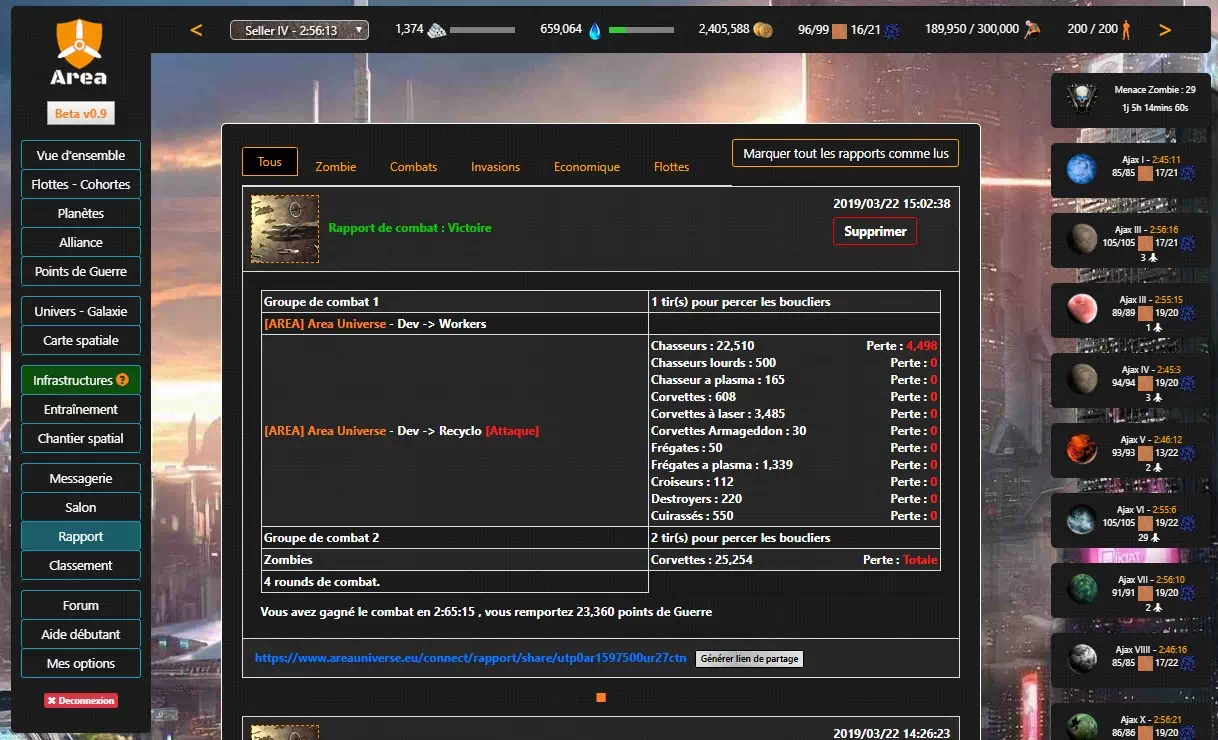 Area
Beta v0.9
Vue d'ensemble
Flottes - Cohortes
Planètes
Alliance
Points de Guerre
Univers - Galaxie
Carte spatiale
Infrastructures ?
Entraînement
Chantier spatial
Messagerie
Salon
Rapport
Classement
Forum
Aide débutant
Mes options
✖ Deconnexion
< Seller IV - 2:56:13 ▼ 1,374 659,064 2,405,588 96/99 16/21 189,950 / 300,000 200 / 200 >
Tous Zombie Combats Invasions Economique Flottes
Marquer tout les rapports comme lus
2019/03/22 15:02:38
Rapport de combat : Victoire
Supprimer
Groupe de combat 1 1 tir(s) pour percer les boucliers
[AREA] Area Universe - Dev -> Workers
[AREA] Area Universe - Dev -> Recyclo [Attaque]
Chasseurs : 22,510 Perte : 4,498
Chasseurs lourds : 500 Perte : 0
Chasseur a plasma : 165 Perte : 0
Corvettes : 608 Perte : 0
Corvettes à laser : 3,485 Perte : 0
Corvettes Armageddon : 30 Perte : 0
Frégates : 50 Perte : 0
Frégates a plasma : 1,339 Perte : 0
Croiseurs : 112 Perte : 0
Destroyers : 220 Perte : 0
Cuirassés : 550 Perte : 0
Groupe de combat 2 2 tir(s) pour percer les boucliers
Zombies Corvettes : 25,254 Perte : Totale
4 rounds de combat.
Vous avez gagné le combat en 2:65:15 , vous remportez 23,360 points de Guerre
https://www.areauniverse.eu/connect/rapport/share/utp0ar1597500ur27ctn Générer lien de partage
2019/03/22 14:26:23
Menace Zombie : 29
1j 5h 14mins 60s
Ajax I - 2:45:11
85/85 17/21
Ajax III - 2:56:16
105/105 17/21
3
Ajax III - 2:55:15
89/89 19/20
1
Ajax IV - 2:45:3
94/94 19/20
3
Ajax V - 2:46:12
93/93 13/22
2
Ajax VI - 2:55:6
105/105 19/22
29
Ajax VII - 2:56:10
91/91 19/20
2
Ajax VIIII - 2:46:16
85/85 17/22
Ajax X - 2:56:21
86/86 19/20